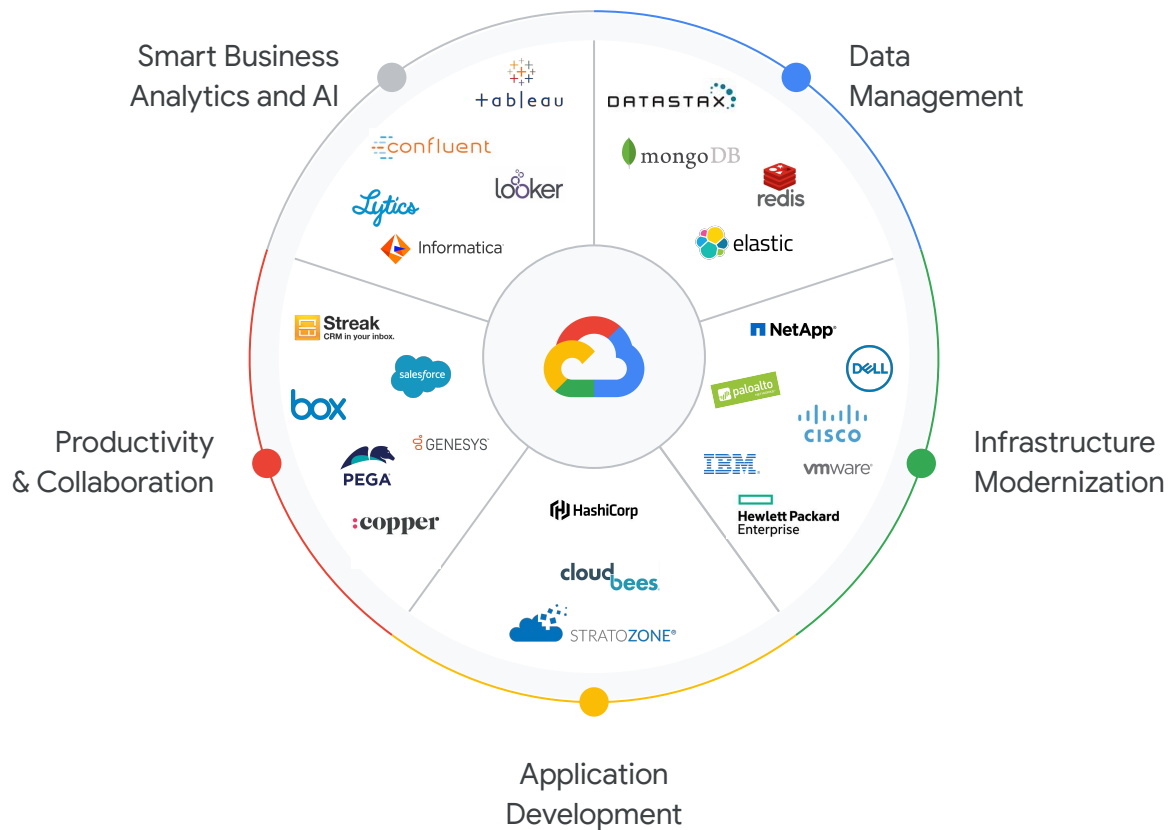 Smart Business
Analytics and AI
Data
Management
tableau
DATASTAX
confluent
mongoDB
looker
redis
Lytics
Informatica
elastic
Streak
CRM in your inbox.
NetApp®
salesforce
DELL
paloalto
box
CISCO
Productivity
& Collaboration
GENESYS
Infrastructure
Modernization
PEGA
IBM®
vmware®
:copper
HashiCorp
Hewlett Packard
Enterprise
cloudbees
STRATOZONE®
Application
Development